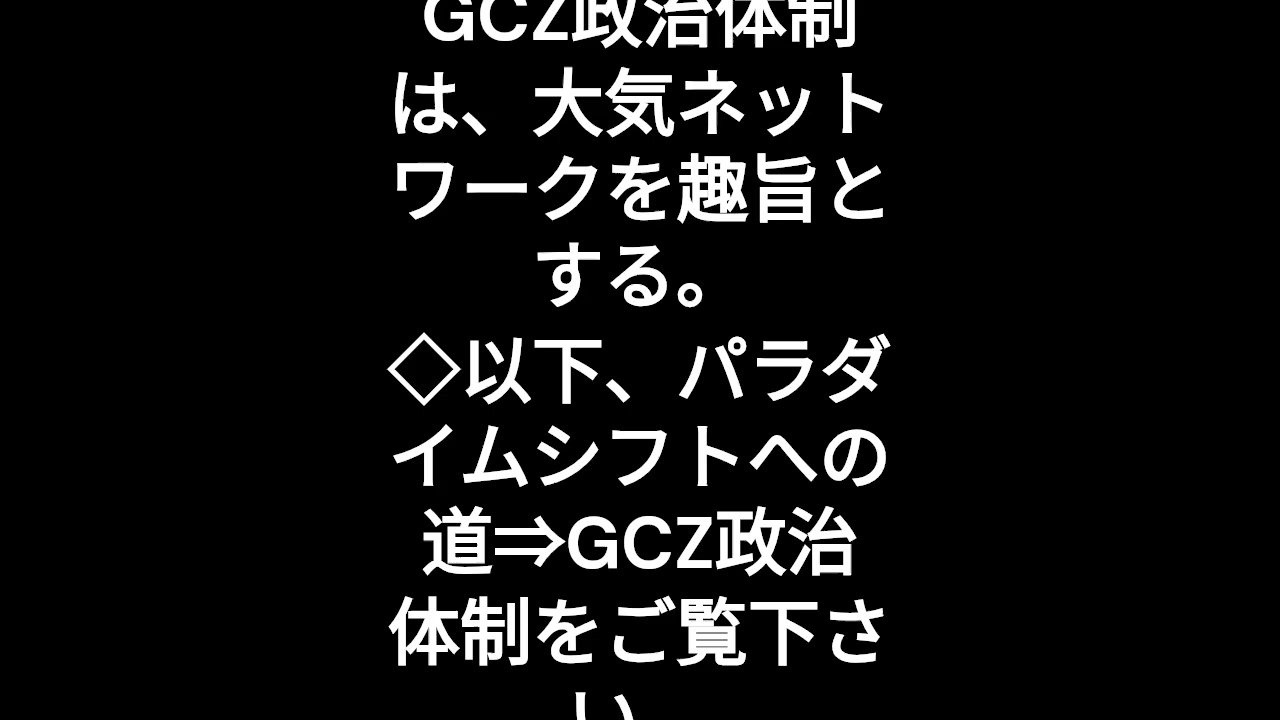 GCZ政治体制
は、大気ネット
ワークを趣旨と
する。
◇以下、パラダ
イムシフトへの
道⇒GCZ政治
体制をご覧下さ
い